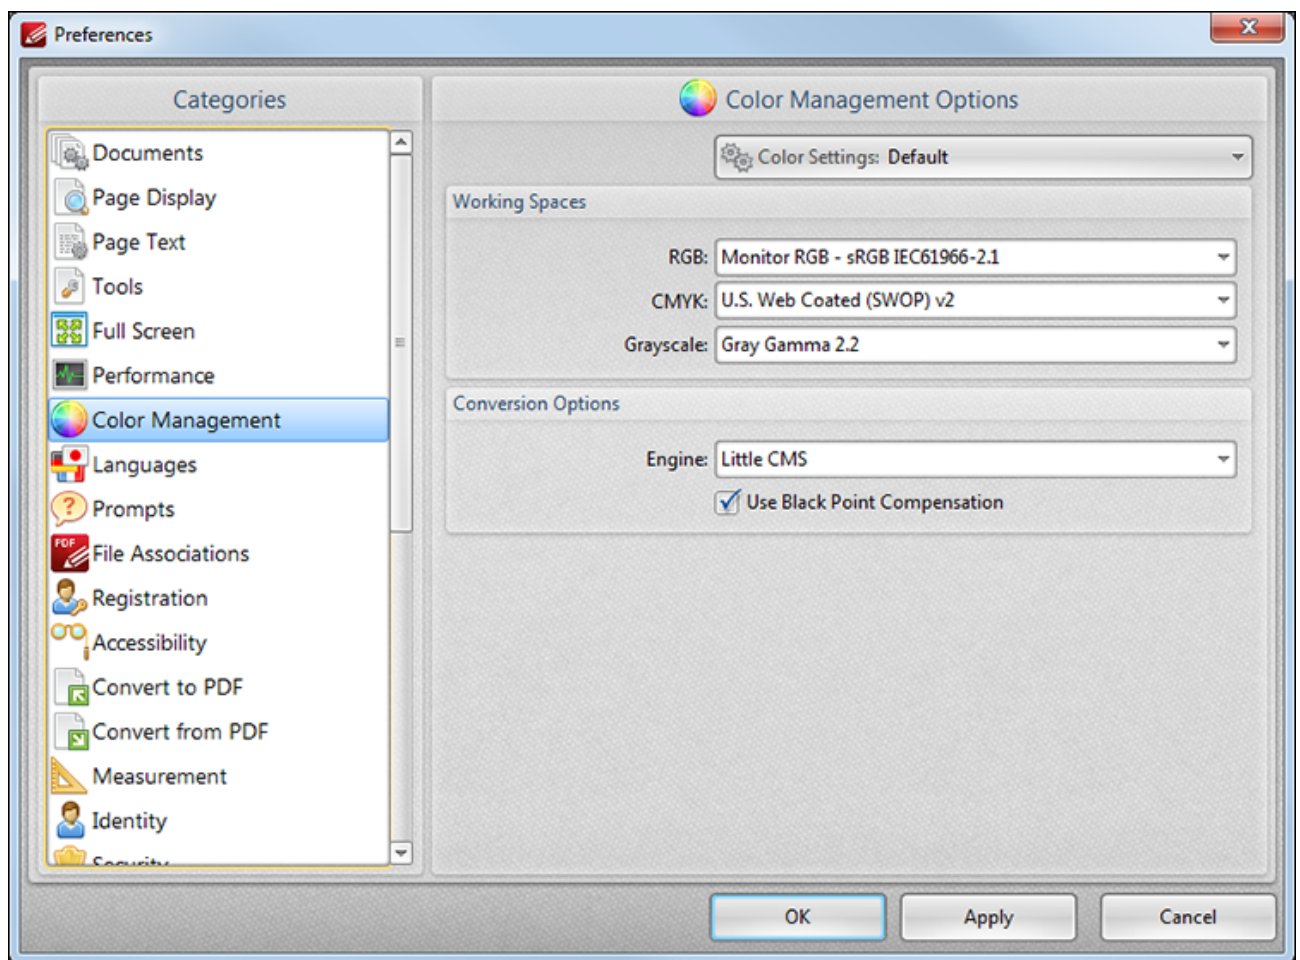 Preferences
Categories
Documents
Page Display
Page Text
Tools
Full Screen
Performance
Color Management
Languages
Prompts
PDF
File Associations
Registration
Accessibility
Convert to PDF
Convert from PDF
Measurement
Identity
Security
Color Management Options
Color Settings: Default
Working Spaces
RGB: Monitor RGB - sRGB IEC61966-2.1
CMYK: U.S. Web Coated (SWOP) v2
Grayscale: Gray Gamma 2.2
Conversion Options
Engine: Little CMS
Use Black Point Compensation
OK
Apply
Cancel